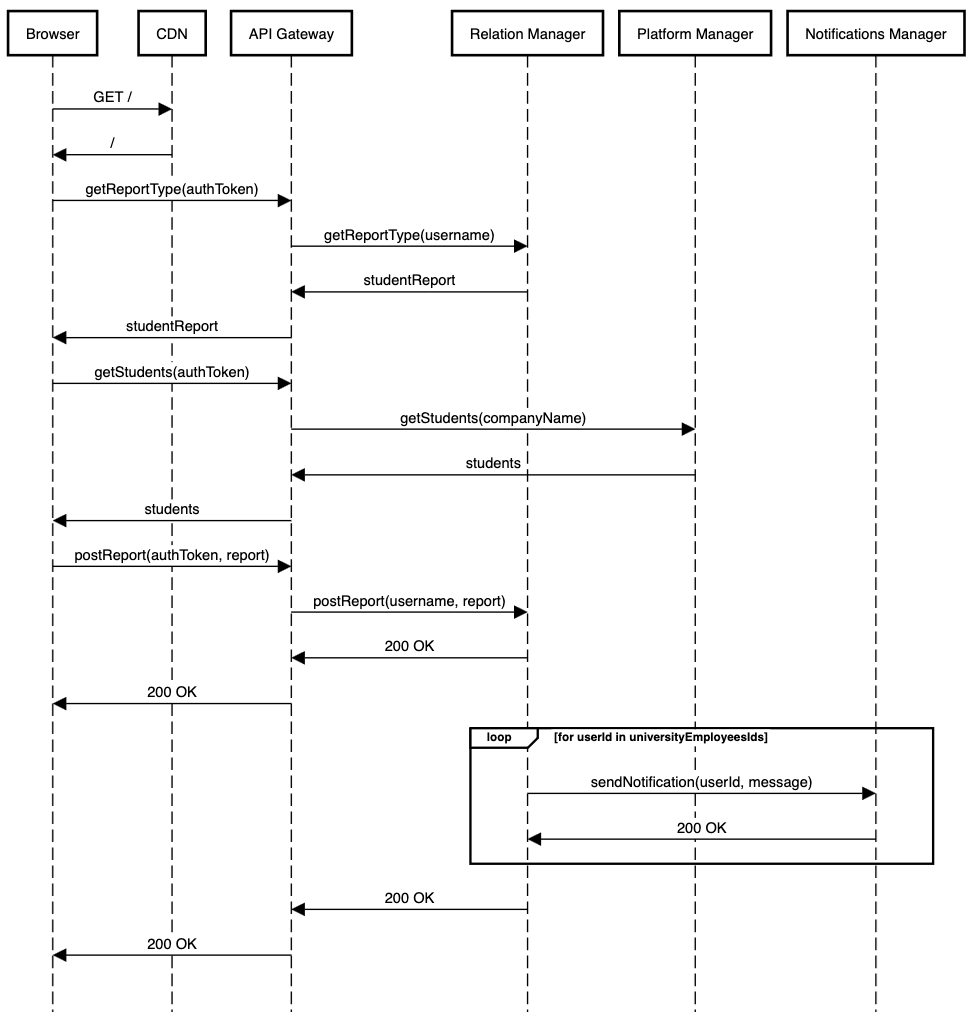 Browser
CDN
API Gateway
Relation Manager
Platform Manager
Notifications Manager
GET /
/
getReportType(authToken)
getReportType(username)
studentReport
studentReport
getStudents(authToken)
getStudents(companyName)
students
students
postReport(authToken, report)
postReport(username, report)
200 OK
200 OK
loop
[for userId in universityEmployeesIds]
sendNotification(userId, message)
200 OK
200 OK
200 OK